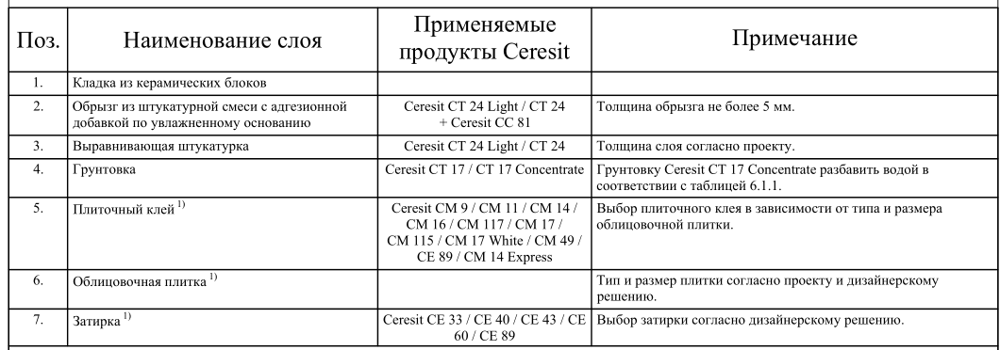 Поз.
Наименование слоя
Применяемые
продукты Ceresit
Примечание
1.
Кладка из керамических блоков
2.
Обрызг из штукатурной смеси с адгезионной
добавкой по увлажненному основанию
Ceresit CT 24 Light / CT 24
+ Ceresit CC 81
Толщина обрызга не более 5 мм.
3.
Выравнивающая штукатурка
Ceresit CT 24 Light / CT 24
Толщина слоя согласно проекту.
4.
Грунтовка
Ceresit CT 17 / CT 17 Concentrate
Грунтовку Ceresit CT 17 Concentrate разбавить водой в
соответствии с таблицей 6.1.1.
5.
Плиточный клей 1)
Ceresit CM 9 / CM 11 / CM 14 /
CM 16 / CM 117 / CM 17 /
CM 115 / CM 17 White / CM 49 /
CE 89 / CM 14 Express
Выбор плиточного клея в зависимости от типа и размера
облицовочной плитки.
6.
Облицовочная плитка 1)
Тип и размер плитки согласно проекту и дизайнерскому
решению.
7.
Затирка 1)
Ceresit CE 33 / CE 40 / CE 43 / CE
60 / CE 89
Выбор затирки согласно дизайнерскому решению.